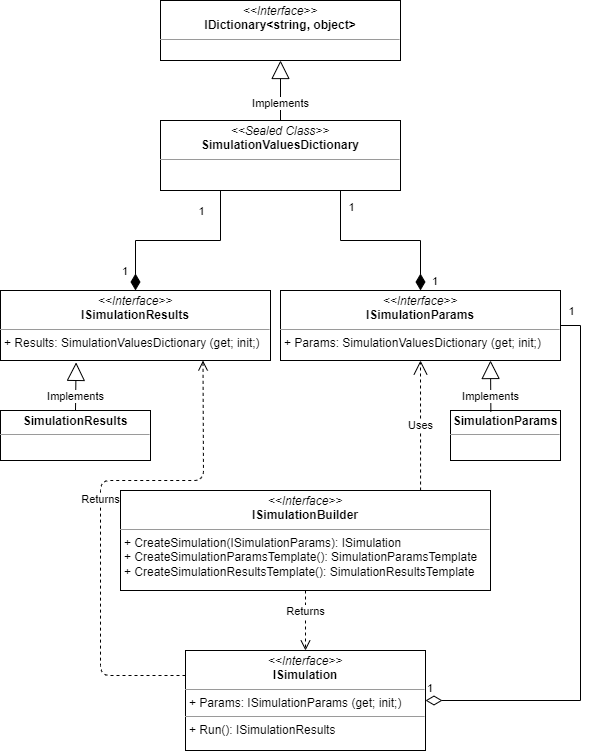 <<Interface>>
IDictionary<string, object>
Implements
<<Sealed Class>>
SimulationValuesDictionary
1
1
1
1
<<Interface>>
ISimulationResults
+ Results: SimulationValuesDictionary (get; init;)
<<Interface>>
ISimulationParams
+ Params: SimulationValuesDictionary (get; init;)
1
Implements
SimulationResults
Implements
SimulationParams
Uses
Returns
<<Interface>>
ISimulationBuilder
+ CreateSimulation(ISimulationParams): ISimulation
+ CreateSimulationParamsTemplate(): SimulationParamsTemplate
+ CreateSimulationResultsTemplate(): SimulationResultsTemplate
Returns
<<Interface>>
ISimulation
+ Params: ISimulationParams (get; init;)
+ Run(): ISimulationResults
1